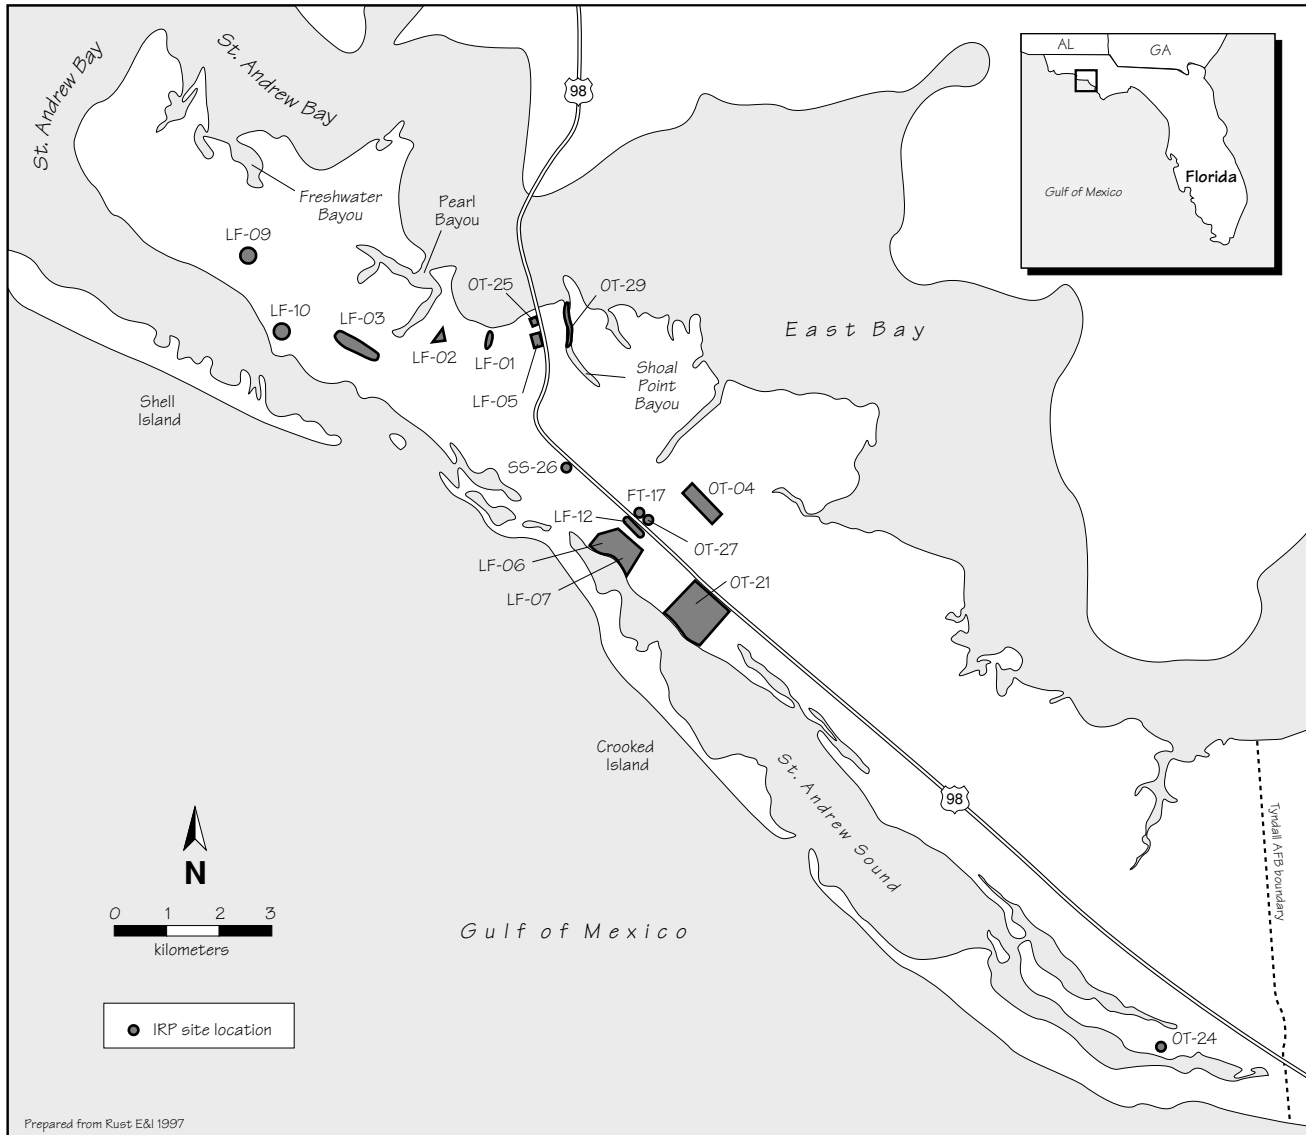 St. Andrew Bay
St. Andrew Bay
98
AL
GA
Florida
Gulf of Mexico
Freshwater
Bayou
Pearl
Bayou
LF-09
OT-25
OT-29
LF-10
LF-03
East Bay
LF-02
LF-01
Shoal
Point
Bayou
LF-05
Shell
Island
SS-26
FT-17
OT-04
LF-12
OT-27
LF-06
LF-07
OT-21
Crooked
Island
St. Andrew Sound
98
Tyndall AFB boundary
N
0 1 2 3
kilometers
Gulf of Mexico
IRP site location
OT-24
Prepared from Rust E&I 1997